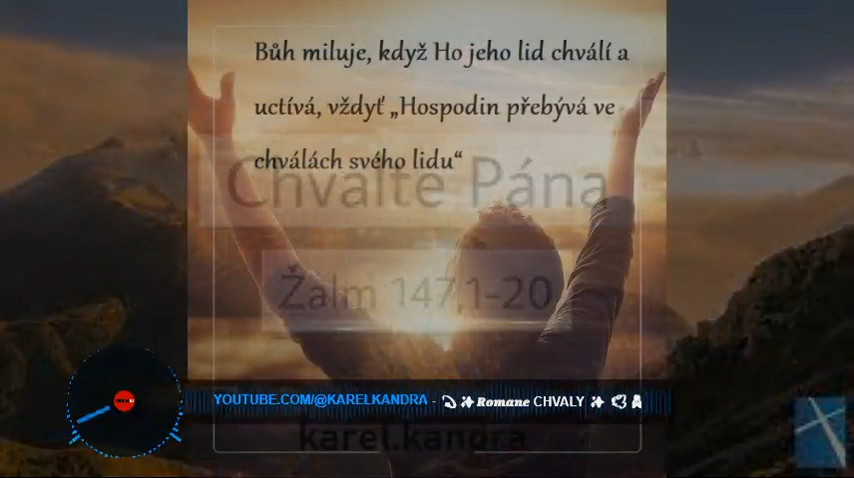 Bůh miluje, když Ho jeho lid chválí a
uctívá, vždyť „Hospodin přebývá ve
chválách svého lidu“
Chvalte Pána
Žalm 147,1-20
YOUTUBE.COM/@KARELKANDRA - Romane CHVALY
karel.kandra